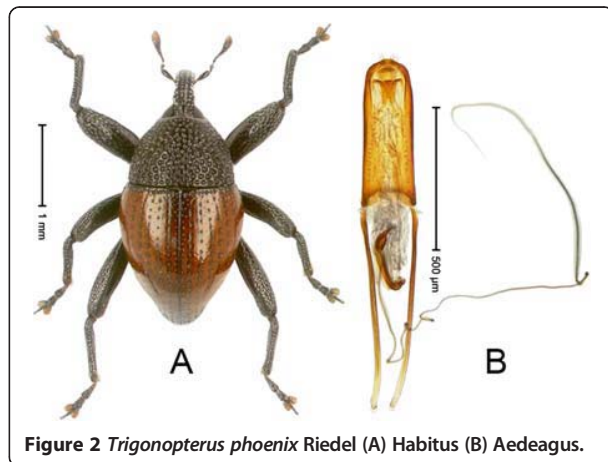 1 mm
500 µm
A
B
Figure 2 Trigonopterus phoenix Riedel (A) Habitus (B) Aedeagus.